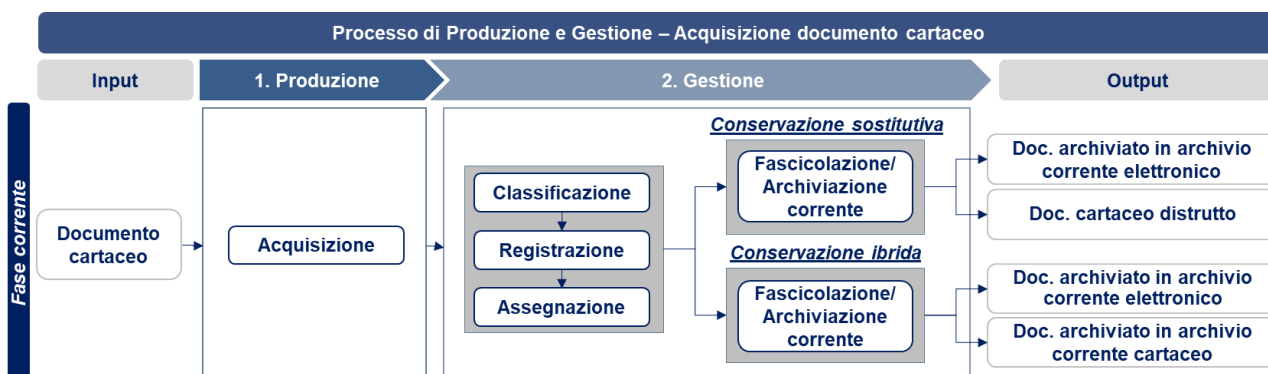 Processo di Produzione e Gestione – Acquisizione documento cartaceo
Input
1. Produzione
2. Gestione
Output
Fase corrente
Documento
cartaceo
Acquisizione
Classificazione
Registrazione
Assegnazione
Conservazione sostitutiva
Fascicolazione/
Archiviazione
corrente
Conservazione ibrida
Fascicolazione/
Archiviazione
corrente
Doc. archiviato in archivio
corrente elettronico
Doc. cartaceo distrutto
Doc. archiviato in archivio
corrente elettronico
Doc. archiviato in archivio
corrente cartaceo